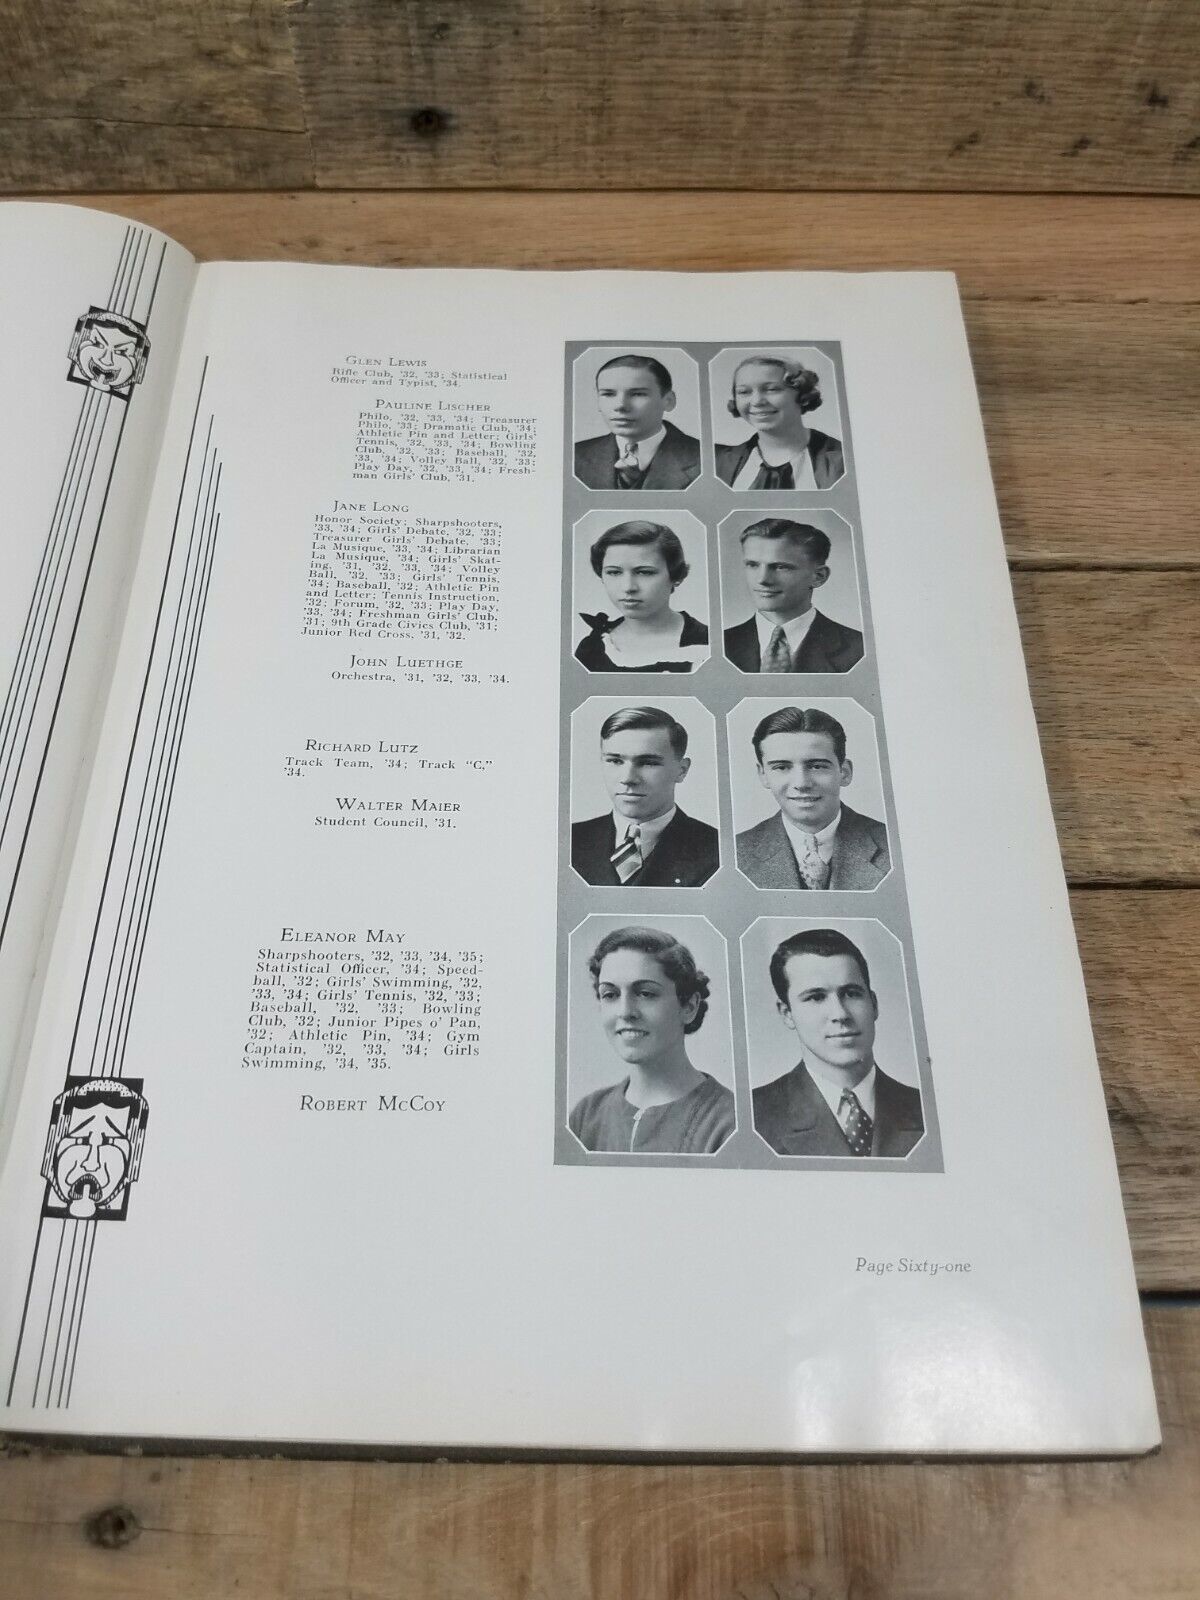 GLEN LEWIS
Rifle Club, '32, '33; Statistical
Officer and Typist, '34.
PAULINE LISCHER
Philo, '32, '33, '34; Treasurer
Philo, '33; Dramatic Club, '34;
Athletic Pin and Letter; Girls'
Tennis, '32, '33, '34; Bowling
Club, '32, '33; Baseball, '32,
'33, '34; Volley Ball, '32, '33;
Play Day, '32, '33, '34; Fresh-
man Girls' Club, '31.
JANE LONG
Honor Society; Sharpshooters,
'33, '34; Girls' Debate, '32, '33;
Treasurer Girls' Debate, '33;
La Musique, '33, '34; Librarian
La Musique, '34; Girls' Skat-
ing, '31, '32, '33, '34; Volley
Ball, '32, '33; Girls' Tennis,
'34; Baseball, '32; Athletic Pin
and Letter; Tennis Instruction,
'32; Forum, '32, '33; Play Day,
'33, '34; Freshman Girls' Club,
'31; 9th Grade Civics Club, '31;
Junior Red Cross, '31, '32.
JOHN LUETHGE
Orchestra, '31, '32, '33, '34.
RICHARD LUTZ
Track Team, '34; Track "C,"
'34.
WALTER MAIER
Student Council, '31.
ELEANOR MAY
Sharpshooters, '32, '33, '34, '35;
Statistical Officer, '34; Speed-
ball, '32; Girls' Swimming, '32,
'33, '34; Girls' Tennis, '32, '33;
Baseball, '32, '33; Bowling
Club, '32; Junior Pipes o' Pan,
'32; Athletic Pin, '34; Gym
Captain, '32, '33, '34; Girls
Swimming, '34, '35.
ROBERT MCCOY
Page Sixty-one